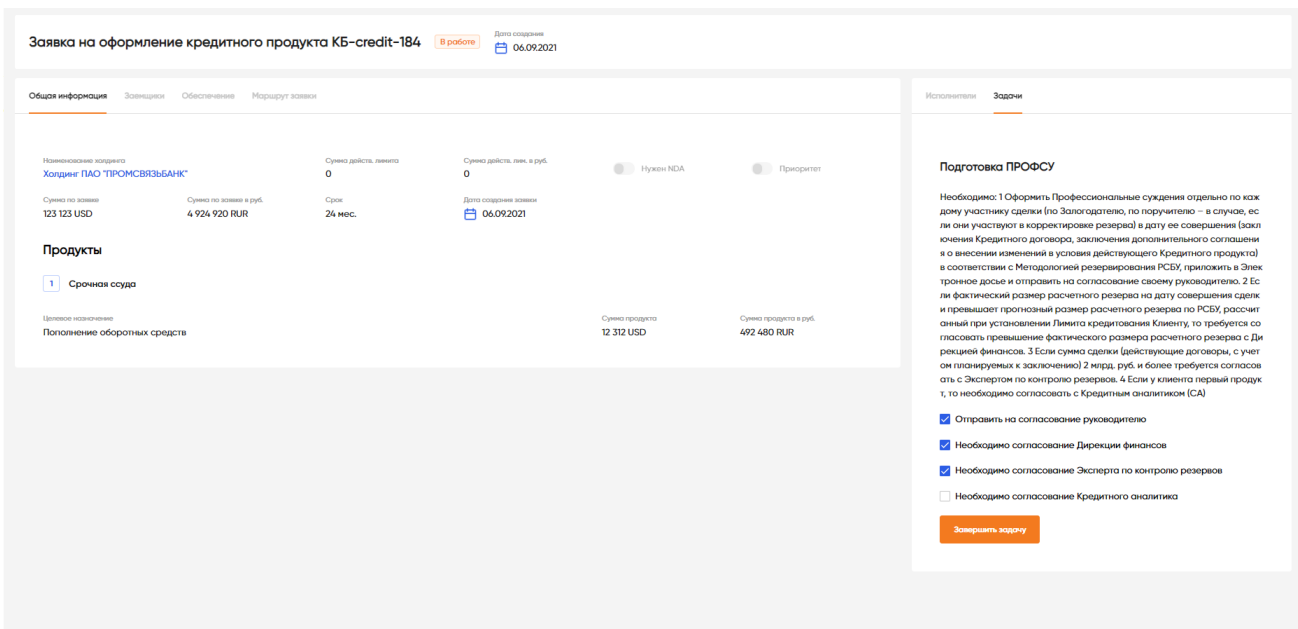 Заявка на оформление кредитного продукта КБ-credit-184
В работе
Дата создания
06.09.2021
Общая информация
Заемщики
Обеспечение
Маршрут заявки
Наименование холдинга
Холдинг ПАО "ПРОМСВЯЗЬБАНК"
Сумма действ. лимита
0
Сумма действ. лим. в руб.
0
Нужен NDA
Приоритет
Сумма по заявке
123 123 USD
Сумма по заявке в руб.
4 924 920 RUR
Срок
24 мес.
Дата создания заявки
06.09.2021
Продукты
1 Срочная ссуда
Целевое назначение
Пополнение оборотных средств
Сумма продукта
12 312 USD
Сумма продукта в руб.
492 480 RUR
Исполнители
Задачи
Подготовка ПРОФСУ
Необходимо: 1 Оформить Профессиональные суждения отдельно по каж
дому участнику сделки (по Залогодателю, по поручителю – в случае, ес
ли они участвуют в корректировке резерва) в дату ее совершения (закл
ючения Кредитного договора, заключения дополнительного соглашени
я о внесении изменений в условия действующего Кредитного продукта)
в соответствии с Методологией резервирования РСБУ, приложить в Элек
тронное досье и отправить на согласование своему руководителю. 2 Ес
ли фактический размер расчетного резерва на дату совершения сделк
и превышает прогнозный размер расчетного резерва по РСБУ, рассчит
анный при установлении Лимита кредитования Клиенту, то требуется со
гласовать превышение фактического размера расчетного резерва с Ди
рекцией финансов. 3 Если сумма сделки (действующие договоры, с учет
ом планируемых к заключению) 2 млрд. руб. и более требуется согласов
ать с Экспертом по контролю резервов. 4 Если у клиента первый продук
т, то необходимо согласовать с Кредитным аналитиком (СА)
Отправить на согласование руководителю
Необходимо согласование Дирекции финансов
Необходимо согласование Эксперта по контролю резервов
Необходимо согласование Кредитного аналитика
Завершить задачу